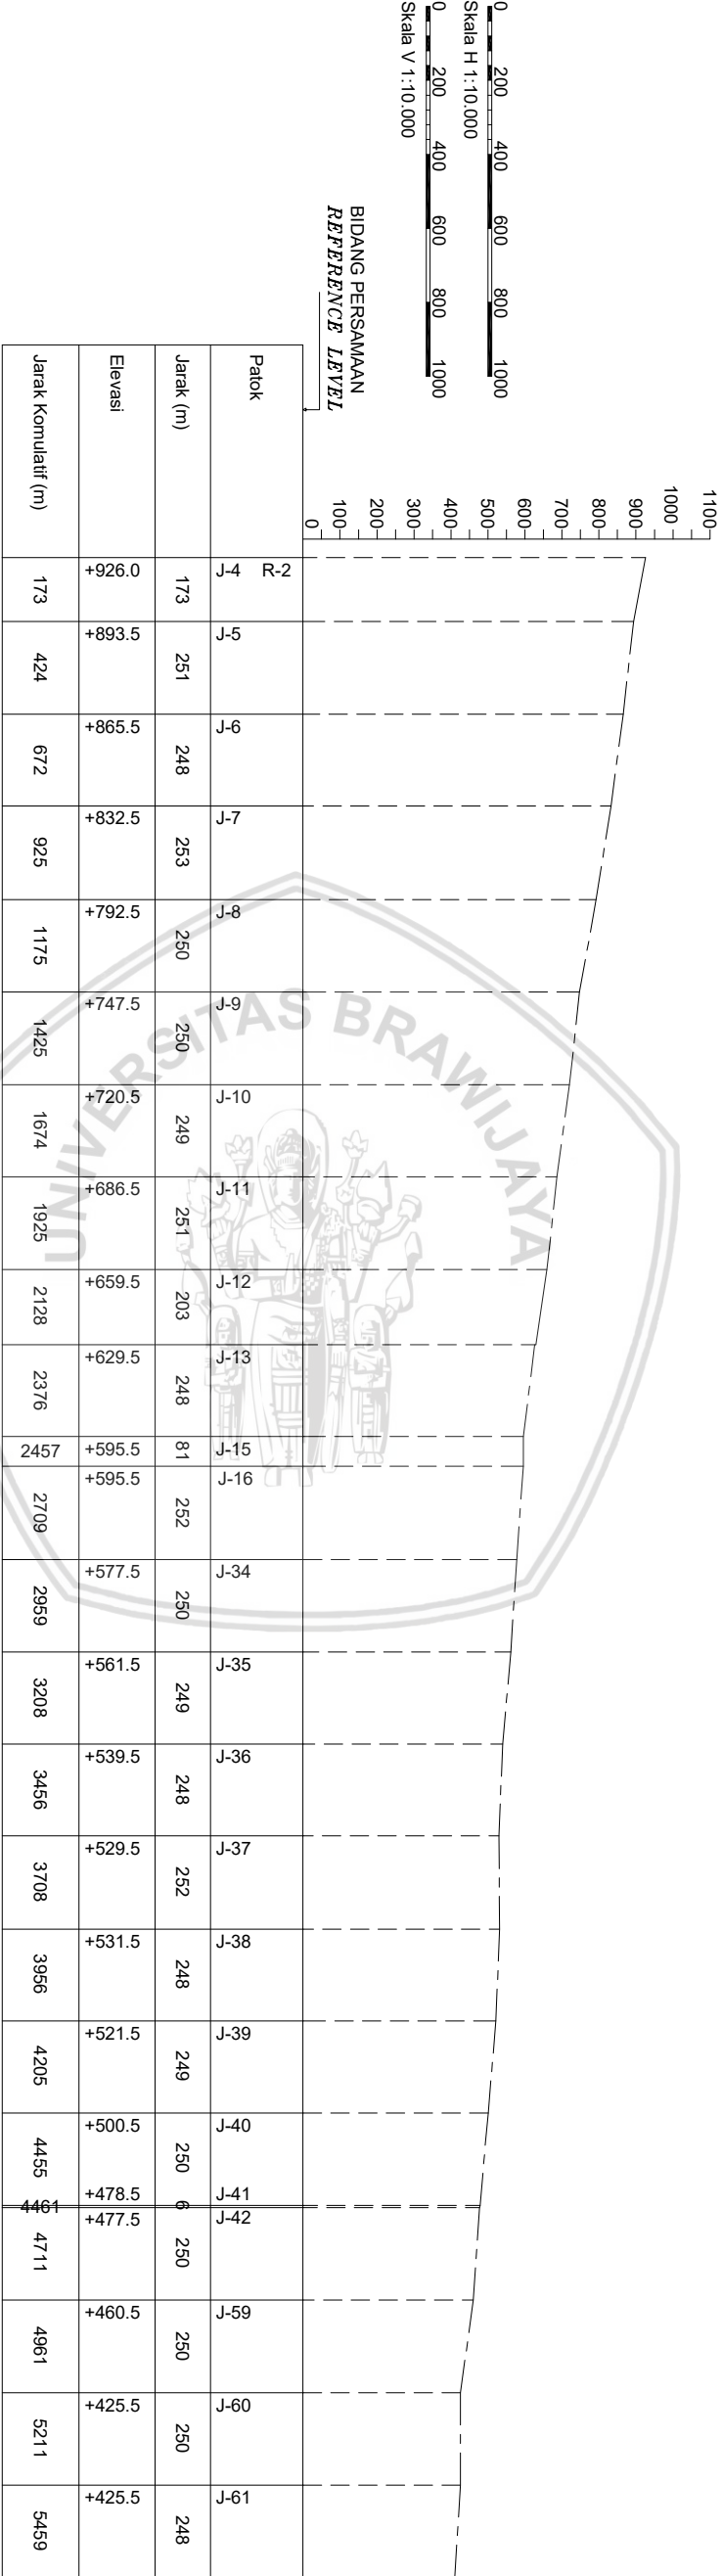 0 200 400 600 800 1000
Skala H 1:10.000
0 200 400 600 800 1000
Skala V 1:10.000
BIDANG PERSAMAAN
REFERENCE LEVEL
1100
1000
900
800
700
600
500
400
300
200
100
0
Patok J-4 R-2 J-5 J-6 J-7 J-8 J-9 J-10 J-11 J-12 J-13 J-15 J-16 J-34 J-35 J-36 J-37 J-38 J-39 J-40 J-41 J-42 J-59 J-60 J-61
Jarak (m) 173 251 248 253 250 250 249 251 203 248 81 252 250 249 248 252 248 249 250 6 250 250 250 248
Elevasi +926.0 +893.5 +865.5 +832.5 +792.5 +747.5 +720.5 +686.5 +659.5 +629.5 +595.5 +595.5 +577.5 +561.5 +539.5 +529.5 +531.5 +521.5 +500.5 +478.5 +477.5 +460.5 +425.5 +425.5
Jarak Komulatif (m) 173 424 672 925 1175 1425 1674 1925 2128 2376 2457 2709 2959 3208 3456 3708 3956 4205 4455 4461 4711 4961 5211 5459
UNIVERSITAS BRAWIJAYA